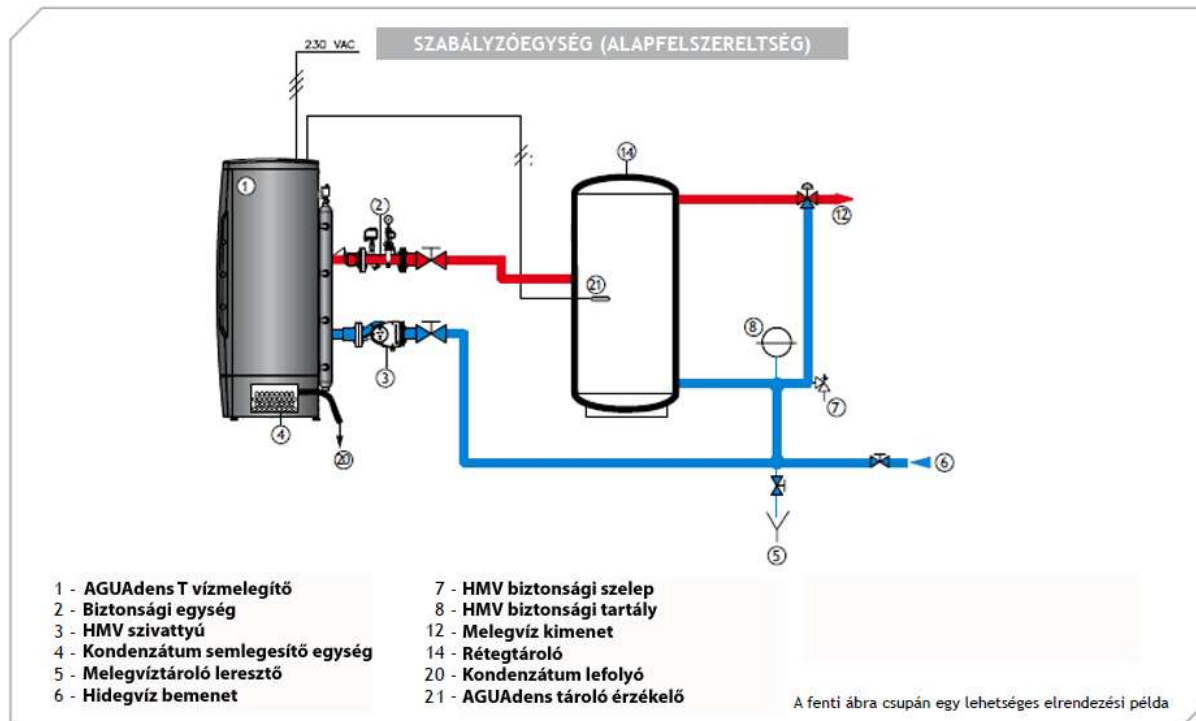 230 VAC
SZABÁLYZÓEGYSÉG (ALAPFELSZERELTSÉG)
1
2
3
4
20
14
21
12
8
7
6
5
1 - AGUAdens T vízmelegítő
2 - Biztonsági egység
3 - HMV szivattyú
4 - Kondenzátum semlegesítő egység
5 - Melegvíztároló leresztő
6 - Hidegvíz bemenet
7 - HMV biztonsági szelep
8 - HMV biztonsági tartály
12 - Melegvíz kimenet
14 - Rétegtároló
20 - Kondenzátum lefolyó
21 - AGUAdens tároló érzékelő
A fenti ábra csupán egy lehetséges elrendezési példa